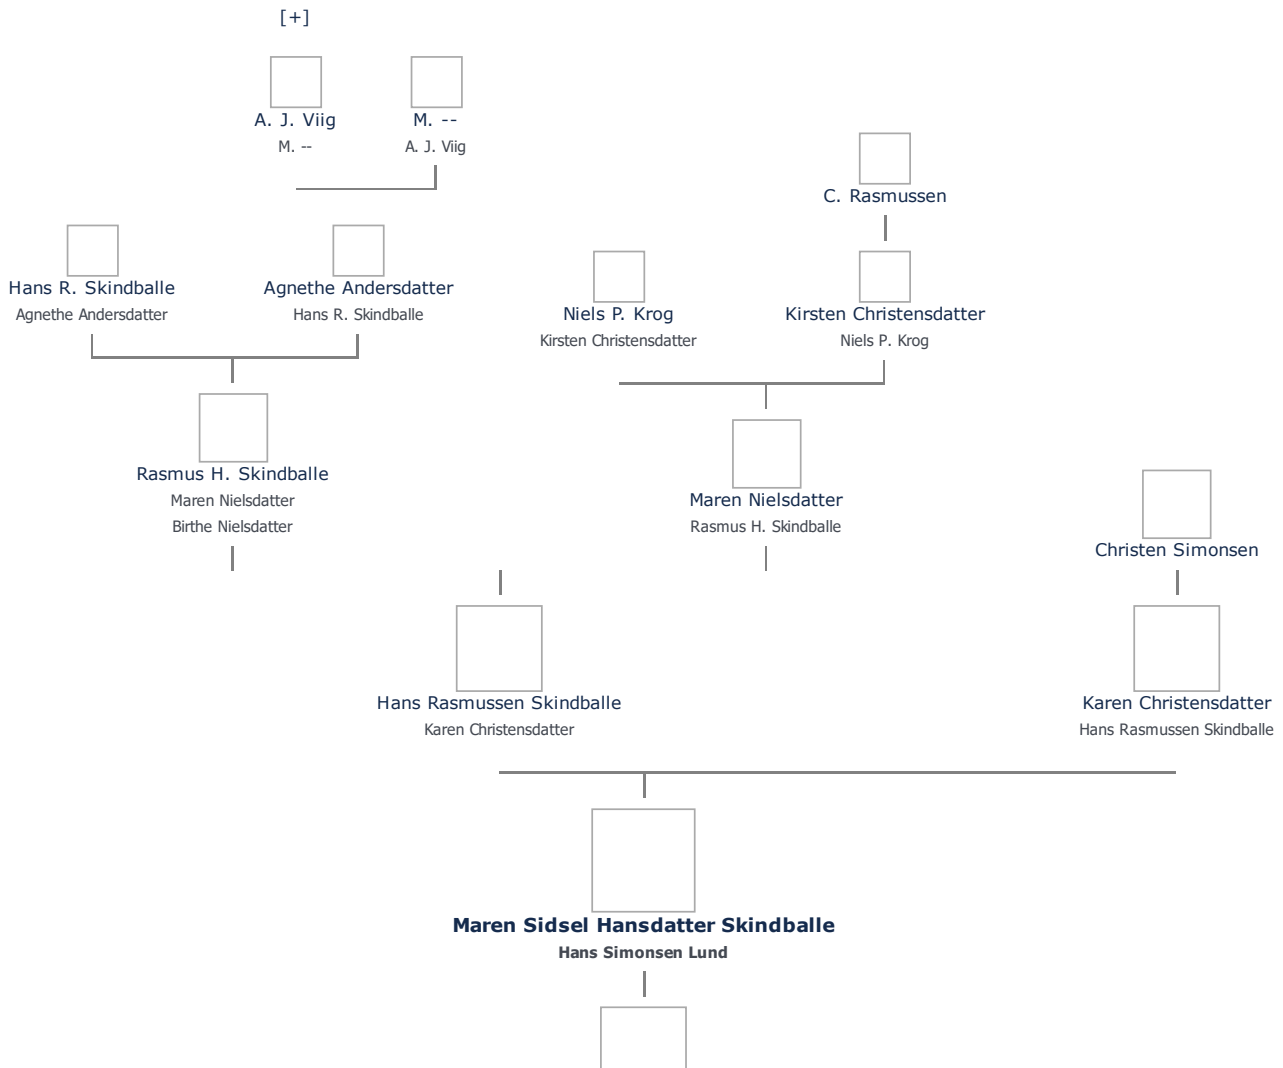 [+]
A. J. Viig
M. --
M. --
A. J. Viig
C. Rasmussen
Hans R. Skindballe
Agnethe Andersdatter
Agnethe Andersdatter
Hans R. Skindballe
Niels P. Krog
Kirsten Christensdatter
Kirsten Christensdatter
Niels P. Krog
Rasmus H. Skindballe
Maren Nielsdatter
Birthe Nielsdatter
Maren Nielsdatter
Rasmus H. Skindballe
Christen Simonsen
Hans Rasmussen Skindballe
Karen Christensdatter
Karen Christensdatter
Hans Rasmussen Skindballe
Maren Sidsel Hansdatter Skindballe
Hans Simonsen Lund